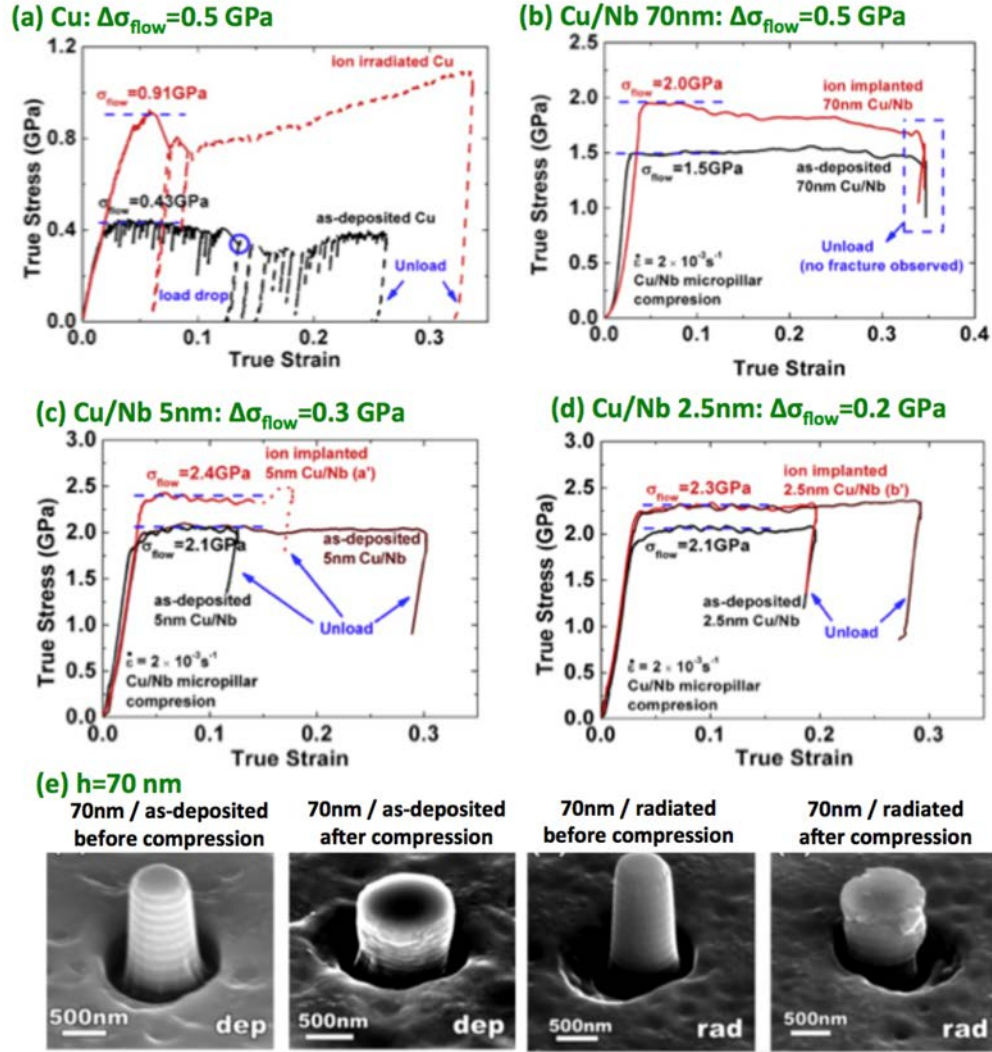 (a) Cu: Δσflow=0.5 GPa
(b) Cu/Nb 70nm: Δσflow=0.5 GPa
True Stress (GPa)
1.2
0.8
0.4
0.0
0.0
0.1
0.2
0.3
True Strain
σflow=0.91GPa
ion irradiated Cu
σflow=0.43GPa
as-deposited Cu
load drop
Unload
True Stress (GPa)
2.5
2.0
1.5
1.0
0.5
0.0
0.0
0.1
0.2
0.3
0.4
True Strain
σflow=2.0GPa
ion implanted
70nm Cu/Nb
σflow=1.5GPa
as-deposited
70nm Cu/Nb
Unload
(no fracture observed)
ε̇ = 2 × 10⁻³s⁻¹
Cu/Nb micropillar
compression
(c) Cu/Nb 5nm: Δσflow=0.3 GPa
(d) Cu/Nb 2.5nm: Δσflow=0.2 GPa
True Stress (GPa)
3.0
2.5
2.0
1.5
1.0
0.5
0.0
0.0
0.1
0.2
0.3
True Strain
σflow=2.4GPa
ion implanted
5nm Cu/Nb (a')
σflow=2.1GPa
as-deposited
5nm Cu/Nb
as-deposited
5nm Cu/Nb
Unload
ε̇ = 2 × 10⁻³s⁻¹
Cu/Nb micropillar
compresion
True Stress (GPa)
3.0
2.5
2.0
1.5
1.0
0.5
0.0
0.0
0.1
0.2
0.3
True Strain
ion implanted
2.5nm Cu/Nb (b')
σflow=2.3GPa
σflow=2.1GPa
as-deposited
2.5nm Cu/Nb
Unload
ε̇ = 2 × 10⁻³s⁻¹
Cu/Nb micropillar
compresion
(e) h=70 nm
70nm / as-deposited
before compression
70nm / as-deposited
after compression
70nm / radiated
before compression
70nm / radiated
after compression
500nm
dep
500nm
dep
500nm
rad
500nm
rad